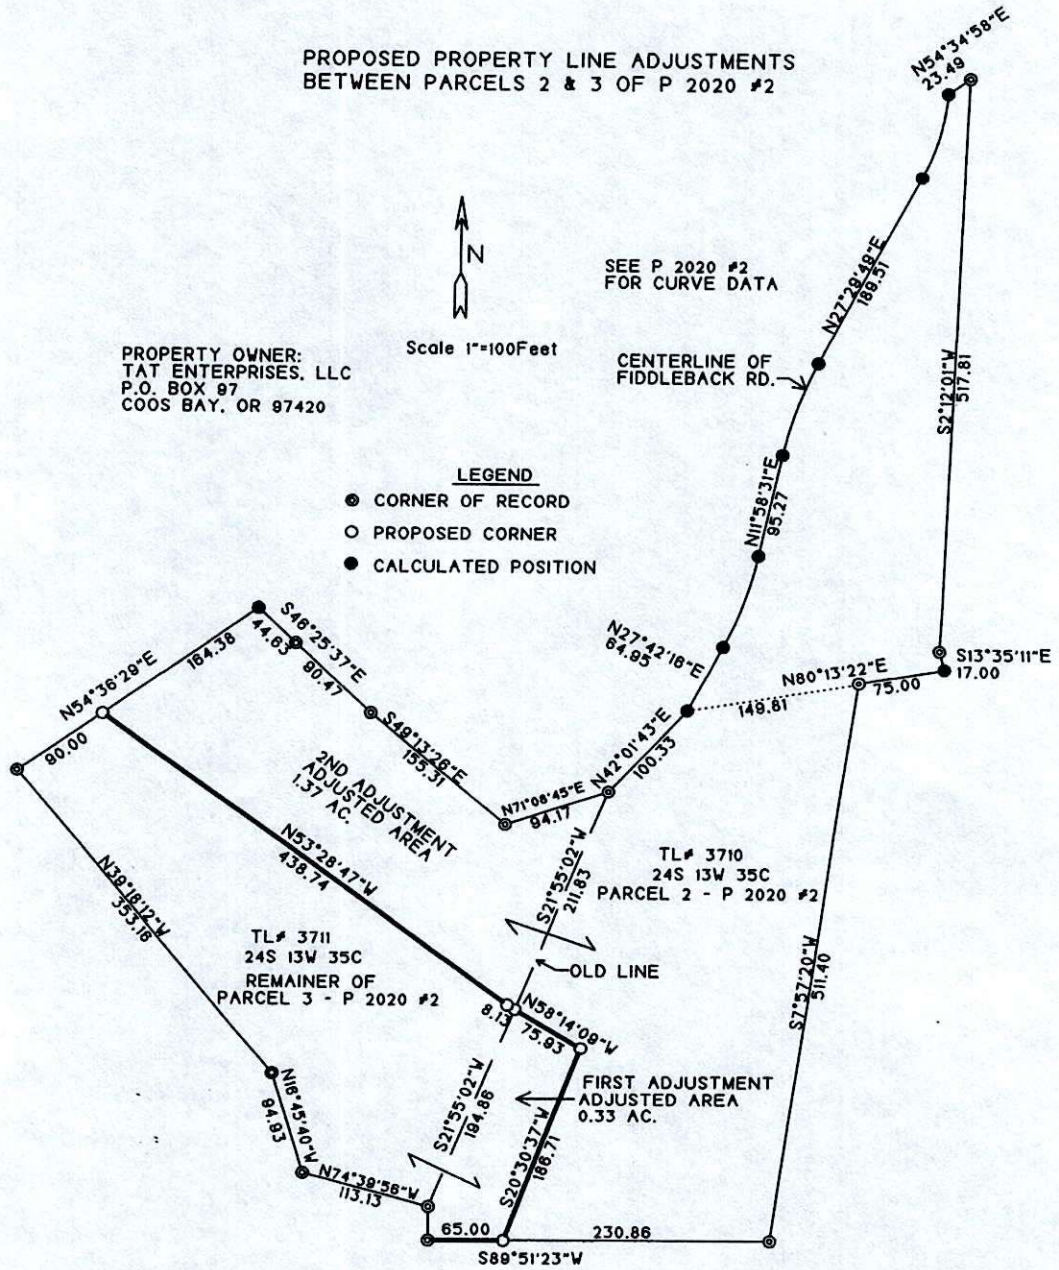 PROPOSED PROPERTY LINE ADJUSTMENTS
BETWEEN PARCELS 2 & 3 OF P 2020 #2
N54°34'58"E
23.49
N
Scale 1"=100Feet
SEE P 2020 #2
FOR CURVE DATA
N27°29'49"E
189.51
PROPERTY OWNER:
TAT ENTERPRISES, LLC
P.O. BOX 97
COOS BAY, OR 97420
CENTERLINE OF
FIDDLEBACK RD.
S2°12'01"W
517.81
LEGEND
CORNER OF RECORD
PROPOSED CORNER
CALCULATED POSITION
N11°58'31"E
95.27
N27°42'18"E
64.95
S46°25'37"E
44.63
90.47
N54°36'29"E
164.38
90.00
S13°35'11"E
17.00
N80°13'22"E
75.00
149.81
S49°13'28"E
155.31
N42°01'43"E
100.33
N71°08'45"E
94.17
2ND ADJUSTMENT
ADJUSTED AREA
1.37 AC.
N53°28'47"W
438.74
S21°55'02"W
211.83
TL# 3710
24S 13W 35C
PARCEL 2 - P 2020 #2
N39°18'12"W
353.16
TL# 3711
24S 13W 35C
REMAINER OF
PARCEL 3 - P 2020 #2
OLD LINE
S7°57'20"W
511.40
8.13
N58°14'09"W
75.93
FIRST ADJUSTMENT
ADJUSTED AREA
0.33 AC.
N16°45'40"W
94.93
S21°55'02"W
194.86
S20°30'37"W
186.71
N74°39'56"W
113.13
65.00
230.86
S89°51'23"W